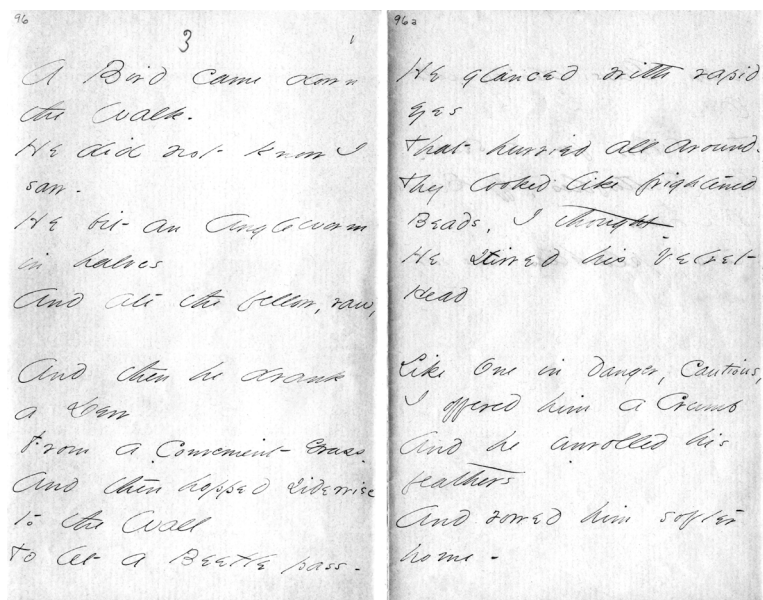 96
3
1
A Bird came down
the Walk -
He did not know I
saw -
He bit an Angleworm
in halves
And ate the fellow, raw,
And then he drank
a Dew
From a Convenient Grass -
And then hopped sidewise
to the Wall
To let a Beetle pass -
96a
He glanced with rapid
eyes
That hurried all around -
They looked like frightened
Beads, I thought
He stirred his Velvet
Head
Like One in danger, Cautious,
I offered him a Crumb
And he unrolled his
feathers
And rowed him softer
home -